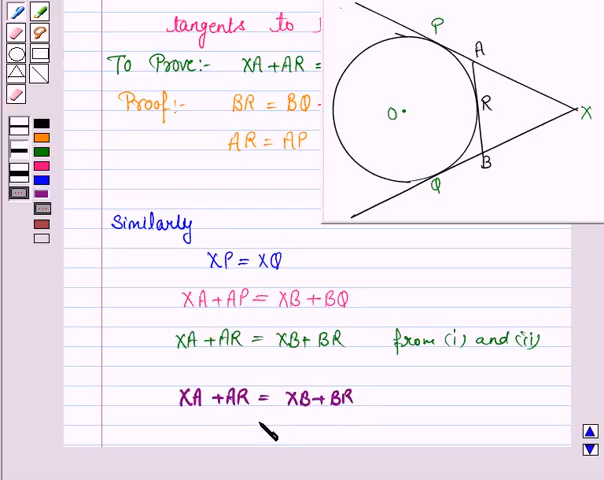 tangents to
To Prove:- XA + AR =
Proof:- BR = BQ
AR = AP
Similarly
XP = XQ
XA + AP = XB + BQ
XA + AR = XB + BR from (i) and (ii)
XA + AR = XB + BR
P
A
O
R
X
B
Q